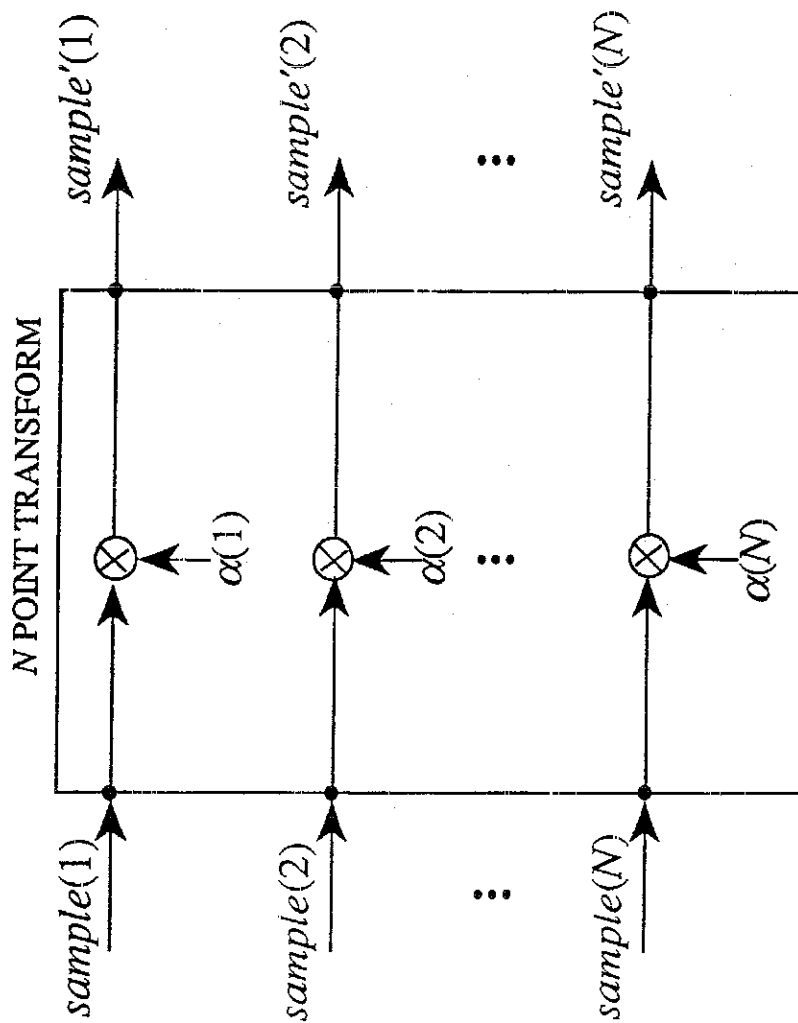 N POINT TRANSFORM
sample(1)
α(1)
sample'(1)
sample(2)
α(2)
sample'(2)
...
...
...
sample(N)
α(N)
sample'(N)